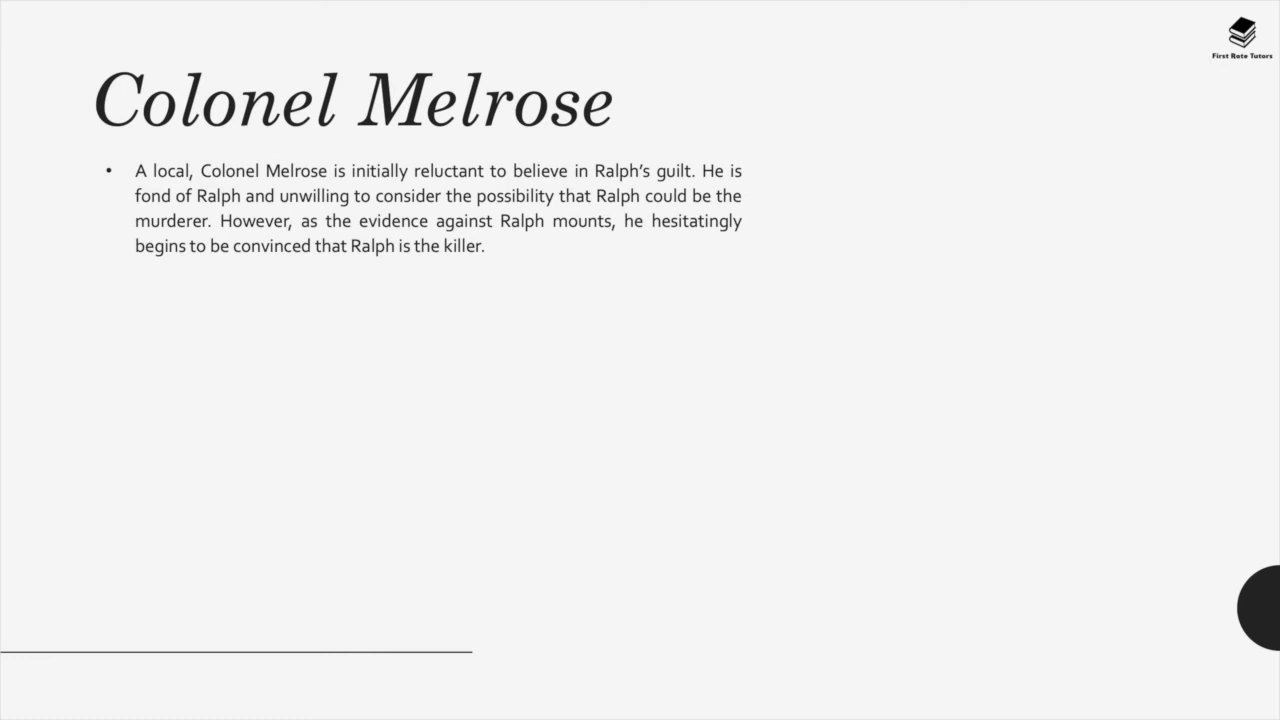 First Rate Tutors
Colonel Melrose
• A local, Colonel Melrose is initially reluctant to believe in Ralph’s guilt. He is
fond of Ralph and unwilling to consider the possibility that Ralph could be the
murderer. However, as the evidence against Ralph mounts, he hesitatingly
begins to be convinced that Ralph is the killer.